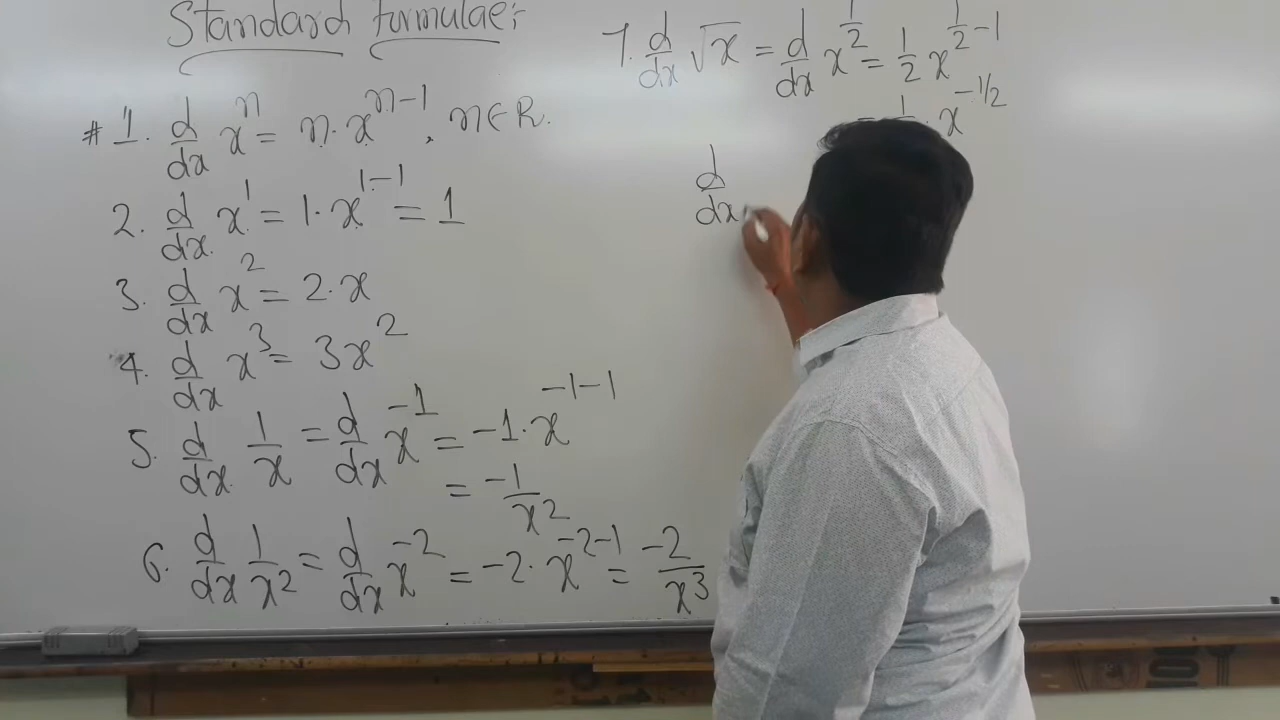 Standard formulae:
# 1. d/dx x^n = n·x^(n-1), n∈R.
2. d/dx x^1 = 1·x^(1-1) = 1
3. d/dx x^2 = 2·x
4. d/dx x^3 = 3x^2
5. d/dx 1/x = d/dx x^-1 = -1·x^(-1-1)
= -1/x^2
6. d/dx 1/x^2 = d/dx x^-2 = -2·x^(-2-1) = -2/x^3
7. d/dx √x = d/dx x^(1/2) = 1/2 x^(1/2-1)
= 1/ · x^(-1/2)
d/dx